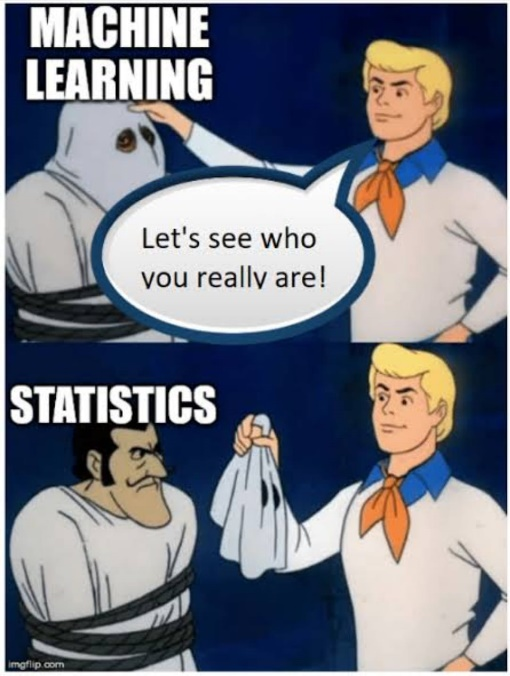 MACHINE
LEARNING
Let's see who
you really are!
STATISTICS
imgflip.com